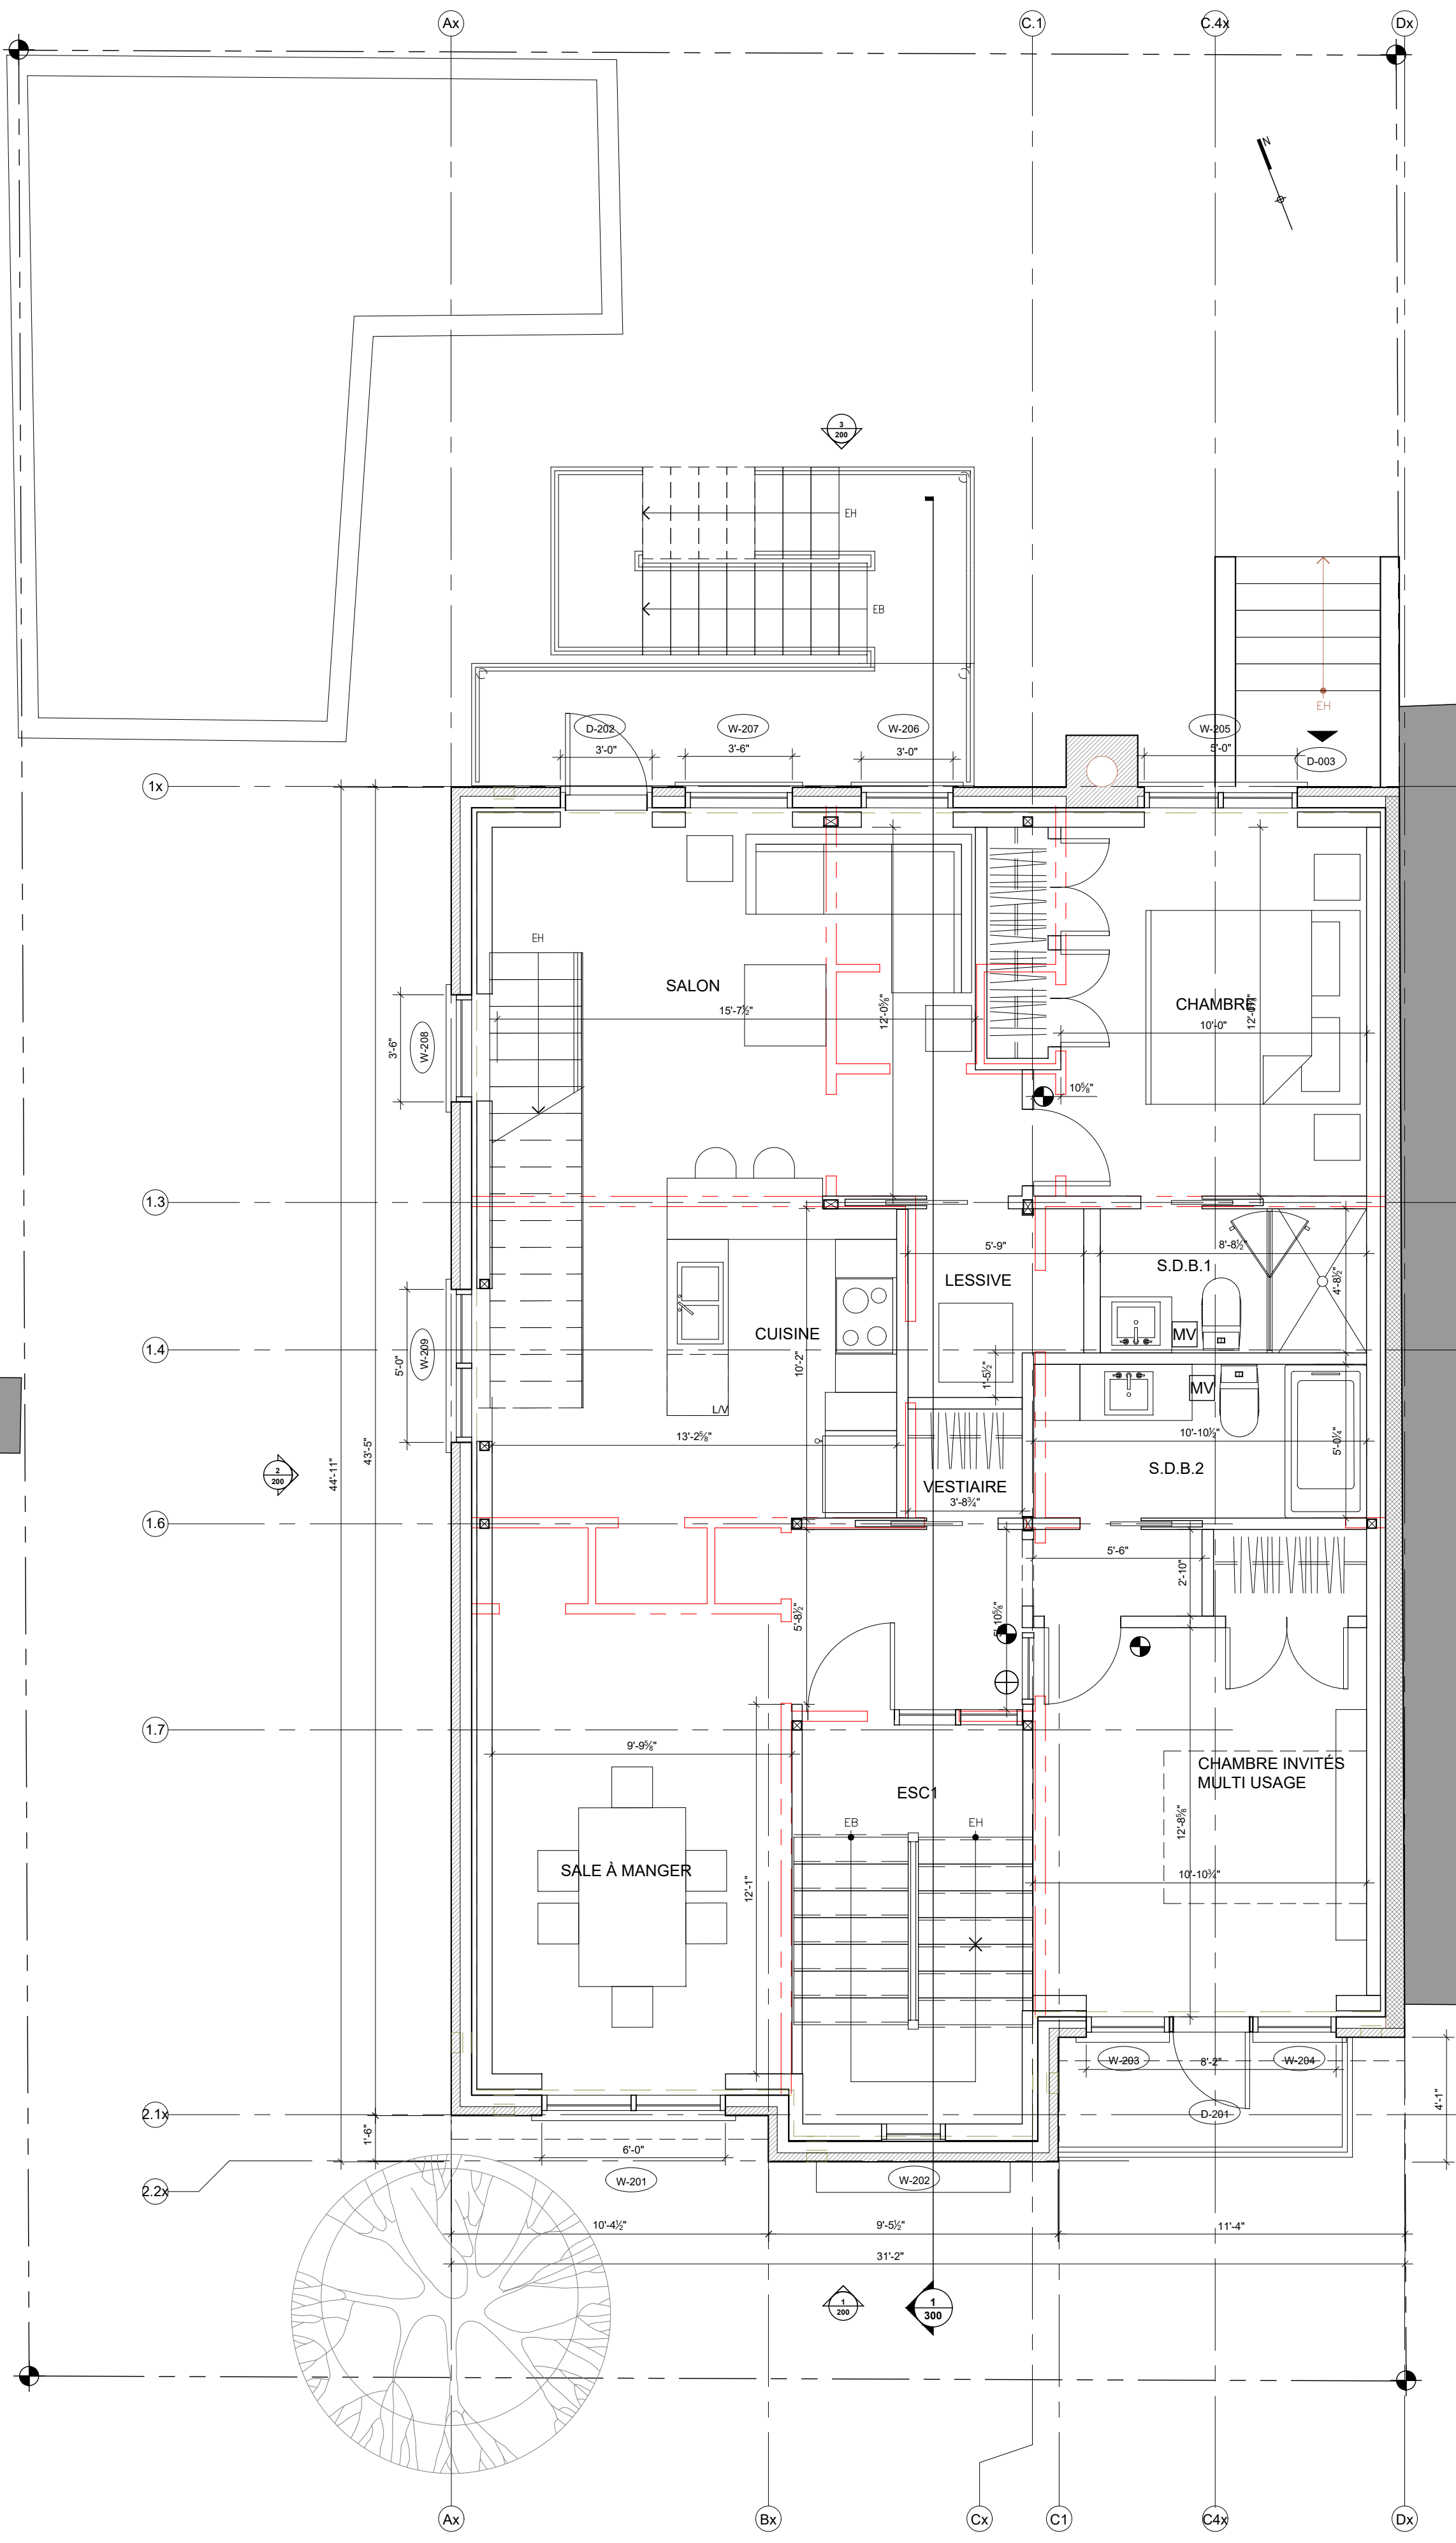 Ax
C.1
C.4x
Dx
N
3
200
EH
EB
EH
D-202
3'-0"
W-207
3'-6"
W-206
3'-0"
W-205
5'-0"
D-003
1x
EH
SALON
15'-7½"
12'-0⅝"
CHAMBRE
10'-0"
3'-6"
W-208
10⅝"
1.3
5'-9"
8'-8½"
S.D.B.1
LESSIVE
4'-8½"
CUISINE
MV
1.4
5'-0"
W-209
10'-2"
1'-5½"
MV
L/V
13'-2⅝"
10'-10½"
5'-0¼"
S.D.B.2
2
200
44'-11"
43'-5"
VESTIAIRE
3'-8¾"
1.6
5'-6"
2'-10"
5'-8½"
1.7
9'-9⅝"
CHAMBRE INVITÉS
MULTI USAGE
ESC1
12'-8⅝"
EB
EH
SALE À MANGER
12'-1"
10'-10¾"
W-203
8'-2"
W-204
4'-1"
D-201
2.1x
1'-6"
6'-0"
W-201
W-202
2.2x
10'-4½"
9'-5½"
11'-4"
31'-2"
1
200
1
300
Ax
Bx
Cx
C1
C4x
Dx